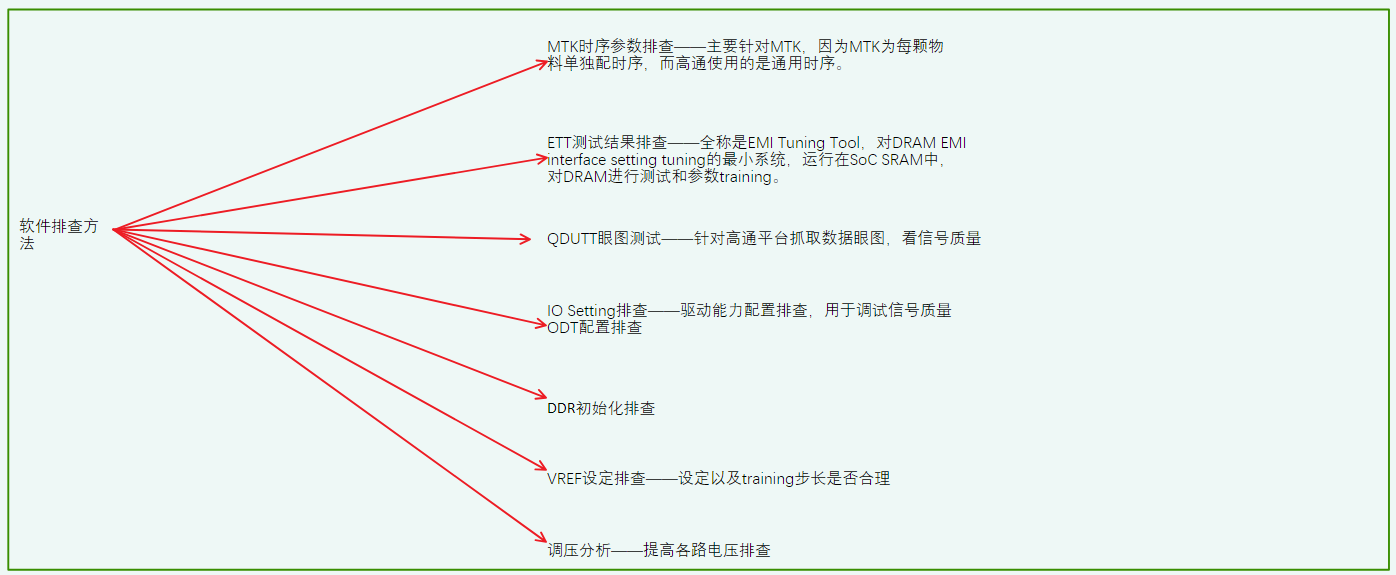 MTK时序参数排查——主要针对MTK，因为MTK为每颗物
料单独配时序，而高通使用的是通用时序。
ETT测试结果排查——全称是EMI Tuning Tool，对DRAM EMI
interface setting tuning的最小系统，运行在SoC SRAM中，
对DRAM进行测试和参数training。
软件排查方
法
QDUTT眼图测试——针对高通平台抓取数据眼图，看信号质量
IO Setting排查——驱动能力配置排查，用于调试信号质量
ODT配置排查
DDR初始化排查
VREF设定排查——设定以及training步长是否合理
调压分析——提高各路电压排查